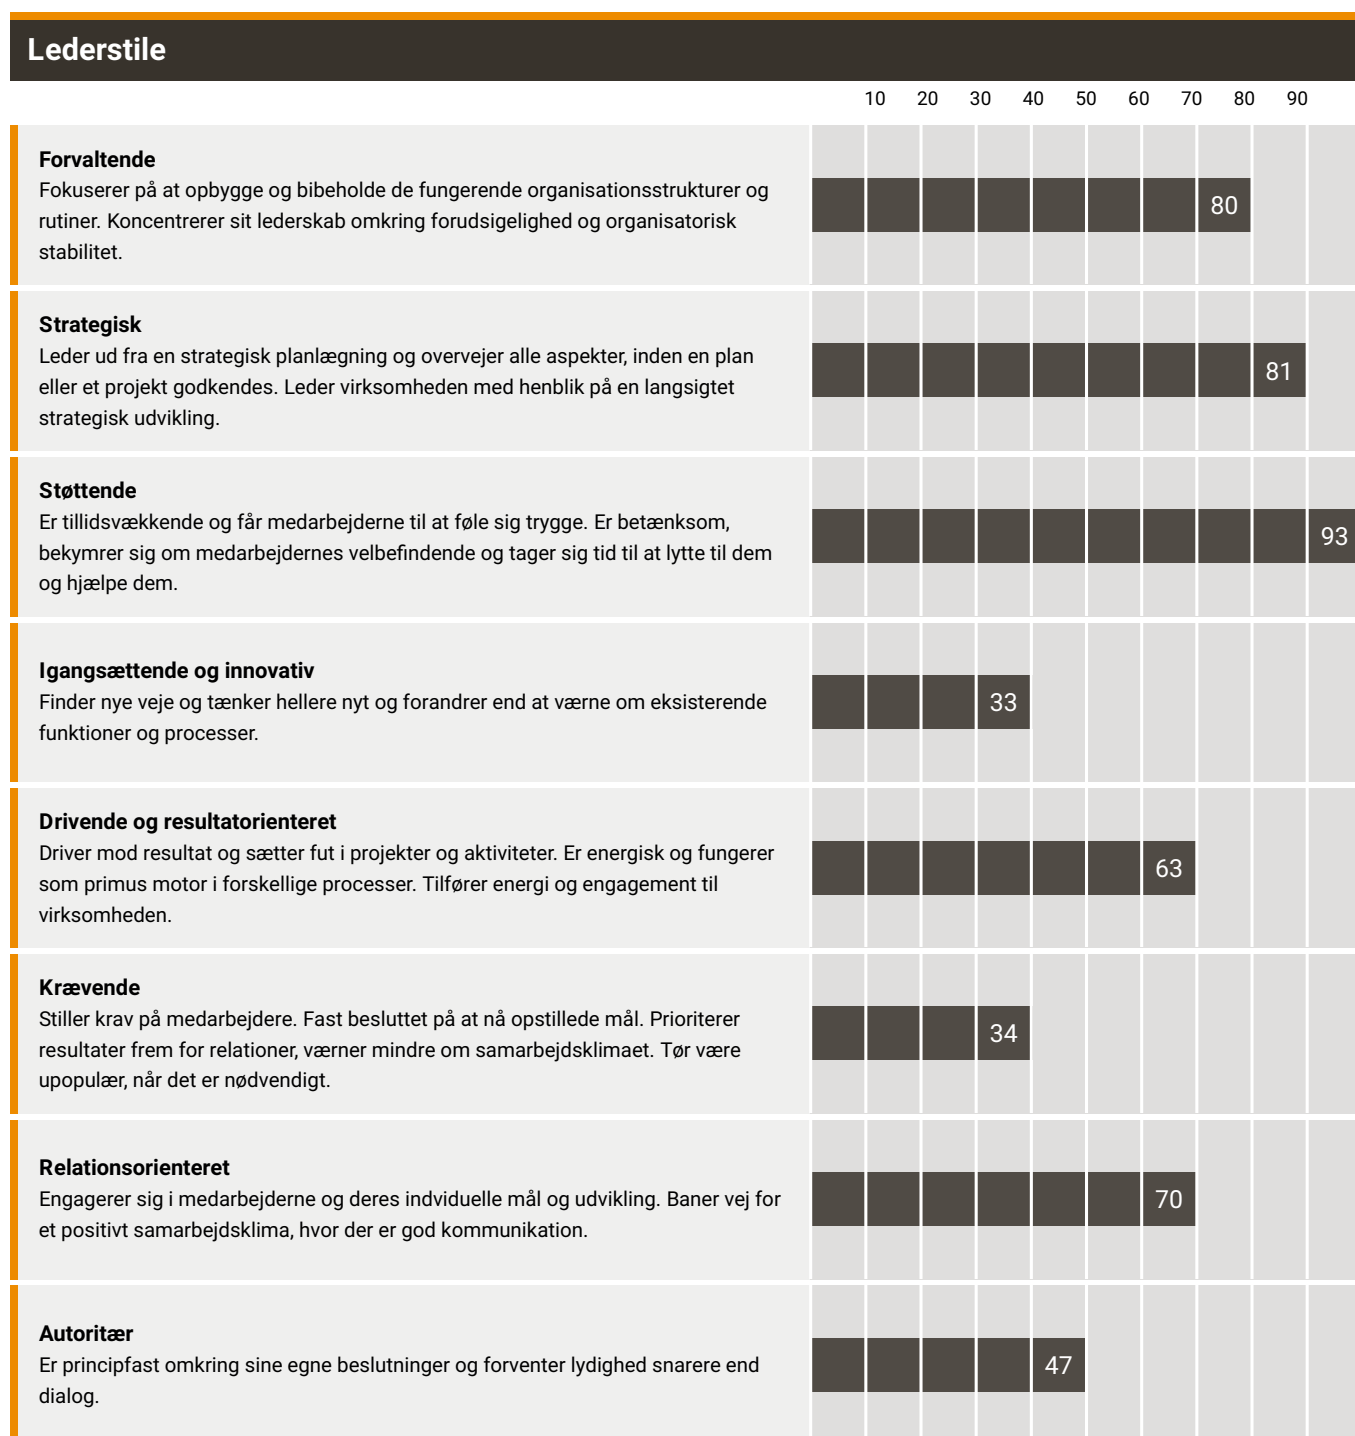 Lederstile
10 20 30 40 50 60 70 80 90
Forvaltende
Fokuserer på at opbygge og bibeholde de fungerende organisationsstrukturer og
rutiner. Koncentrerer sit lederskab omkring forudsigelighed og organisatorisk
stabilitet.
80
Strategisk
Leder ud fra en strategisk planlægning og overvejer alle aspekter, inden en plan
eller et projekt godkendes. Leder virksomheden med henblik på en langsigtet
strategisk udvikling.
81
Støttende
Er tillidsvækkende og får medarbejderne til at føle sig trygge. Er betænksom,
bekymrer sig om medarbejdernes velbefindende og tager sig tid til at lytte til dem
og hjælpe dem.
93
Igangsættende og innovativ
Finder nye veje og tænker hellere nyt og forandrer end at værne om eksisterende
funktioner og processer.
33
Drivende og resultatorienteret
Driver mod resultat og sætter fut i projekter og aktiviteter. Er energisk og fungerer
som primus motor i forskellige processer. Tilfører energi og engagement til
virksomheden.
63
Krævende
Stiller krav på medarbejdere. Fast besluttet på at nå opstillede mål. Prioriterer
resultater frem for relationer, værner mindre om samarbejdsklimaet. Tør være
upopulær, når det er nødvendigt.
34
Relationsorienteret
Engagerer sig i medarbejderne og deres indviduelle mål og udvikling. Baner vej for
et positivt samarbejdsklima, hvor der er god kommunikation.
70
Autoritær
Er principfast omkring sine egne beslutninger og forventer lydighed snarere end
dialog.
47